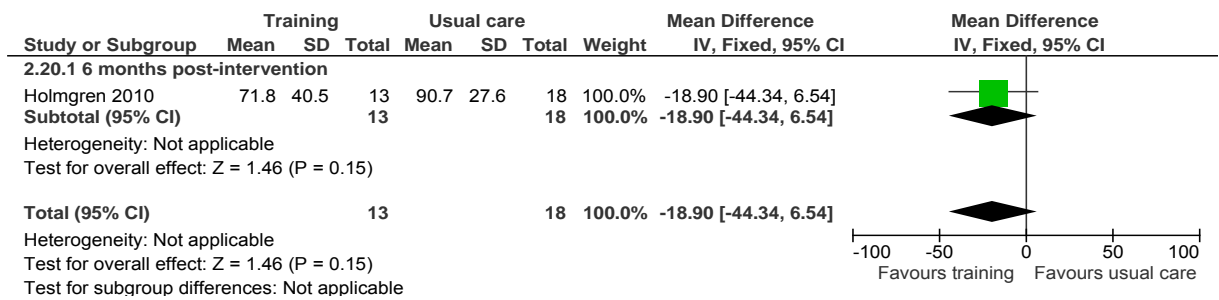 Training Usual care Mean Difference Mean Difference
Study or Subgroup Mean SD Total Mean SD Total Weight IV, Fixed, 95% CI IV, Fixed, 95% CI
2.20.1 6 months post-intervention
Holmgren 2010 71.8 40.5 13 90.7 27.6 18 100.0% -18.90 [-44.34, 6.54]
Subtotal (95% CI) 13 18 100.0% -18.90 [-44.34, 6.54]
Heterogeneity: Not applicable
Test for overall effect: Z = 1.46 (P = 0.15)
Total (95% CI) 13 18 100.0% -18.90 [-44.34, 6.54]
Heterogeneity: Not applicable
Test for overall effect: Z = 1.46 (P = 0.15)
Test for subgroup differences: Not applicable
-100 -50 0 50 100
Favours training Favours usual care